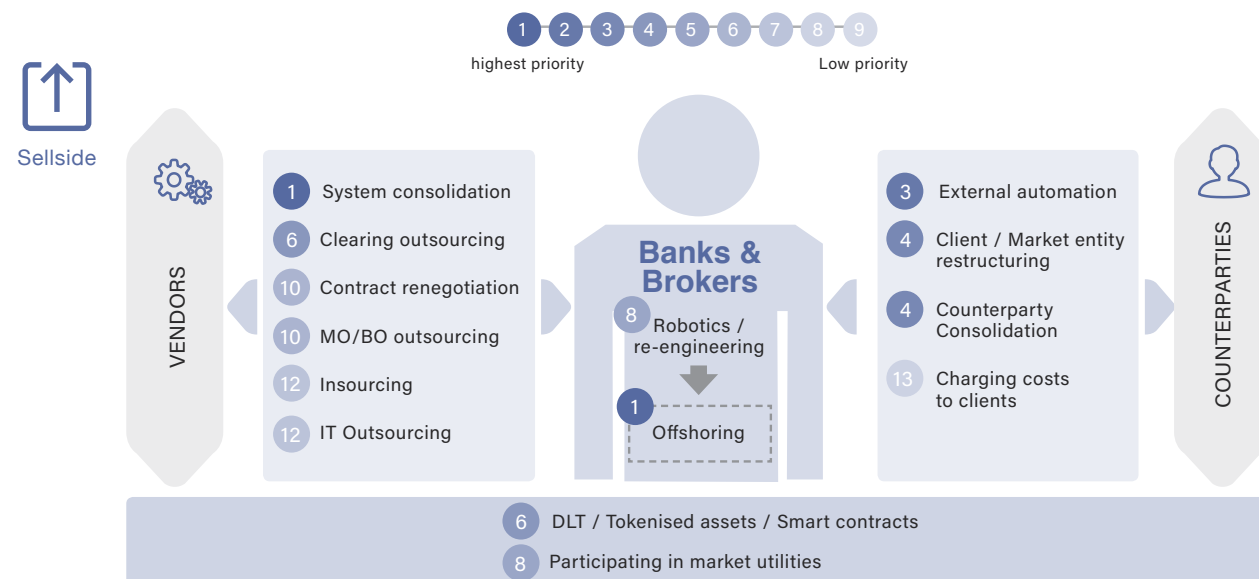 1 2 3 4 5 6 7 8 9
highest priority
Low priority
Sellside
VENDORS
1 System consolidation
6 Clearing outsourcing
10 Contract renegotiation
10 MO/BO outsourcing
12 Insourcing
12 IT Outsourcing
Banks &
Brokers
8 Robotics /
re-engineering
1 Offshoring
3 External automation
4 Client / Market entity
restructuring
4 Counterparty
Consolidation
13 Charging costs
to clients
COUNTERPARTIES
6 DLT / Tokenised assets / Smart contracts
8 Participating in market utilities